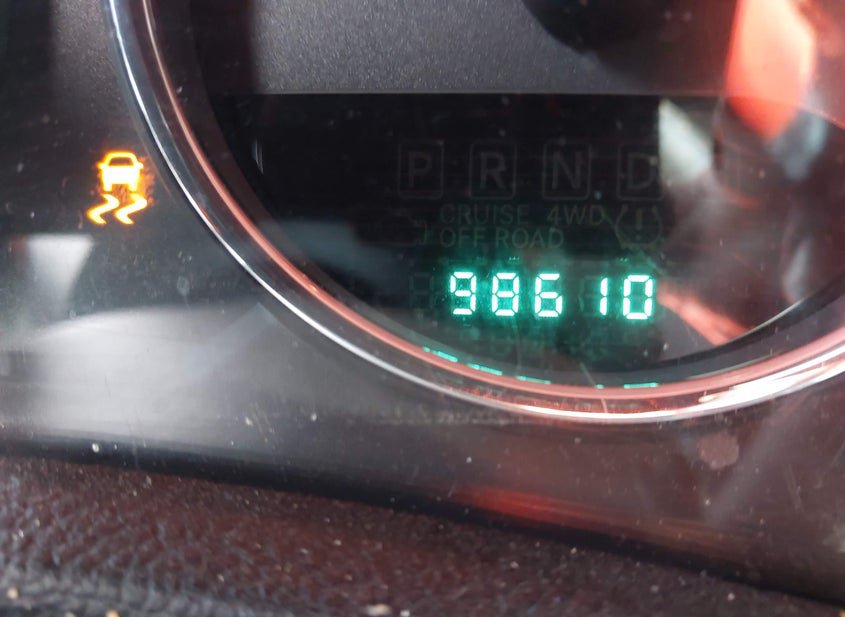 P R N D
CRUISE 4WD
OFF ROAD
98610